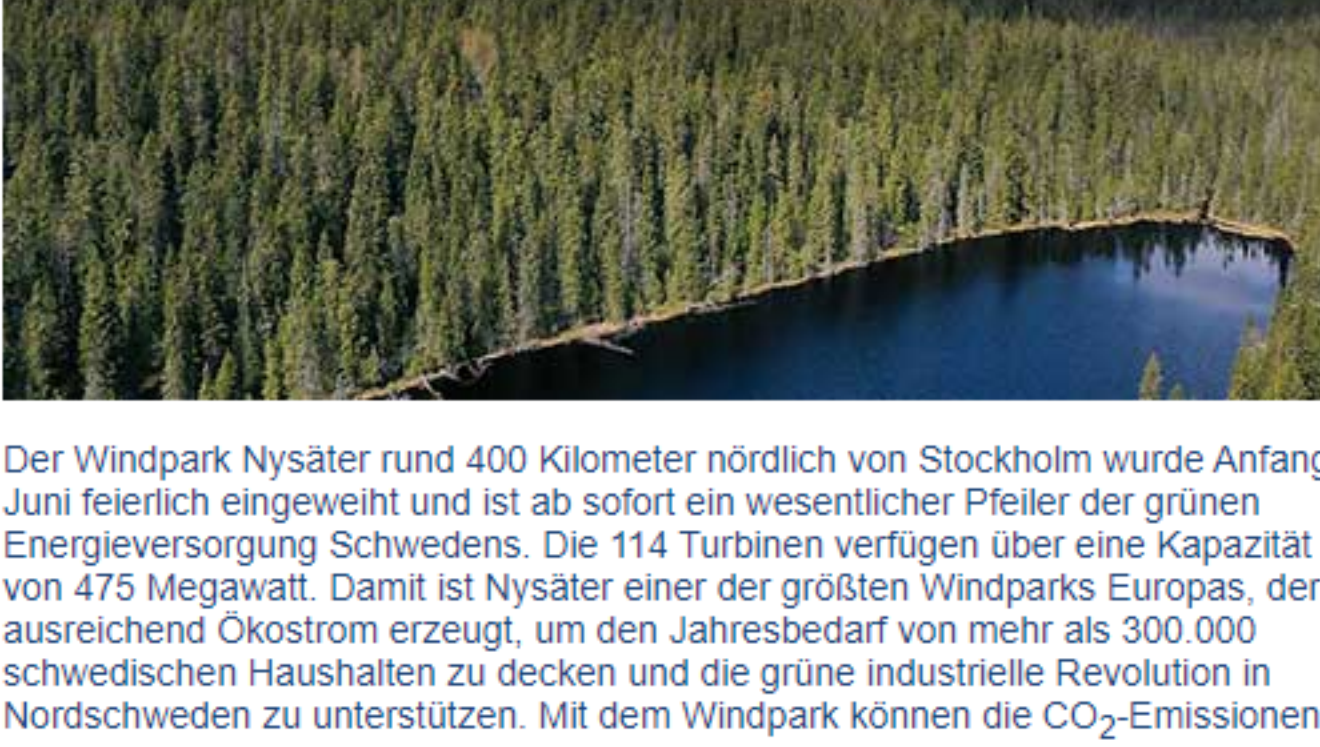 Der Windpark Nysäter rund 400 Kilometer nördlich von Stockholm wurde Anfang
Juni feierlich eingeweiht und ist ab sofort ein wesentlicher Pfeiler der grünen
Energieversorgung Schwedens. Die 114 Turbinen verfügen über eine Kapazität
von 475 Megawatt. Damit ist Nysäter einer der größten Windparks Europas, der
ausreichend Ökostrom erzeugt, um den Jahresbedarf von mehr als 300.000
schwedischen Haushalten zu decken und die grüne industrielle Revolution in
Nordschweden zu unterstützen. Mit dem Windpark können die CO₂-Emissionen